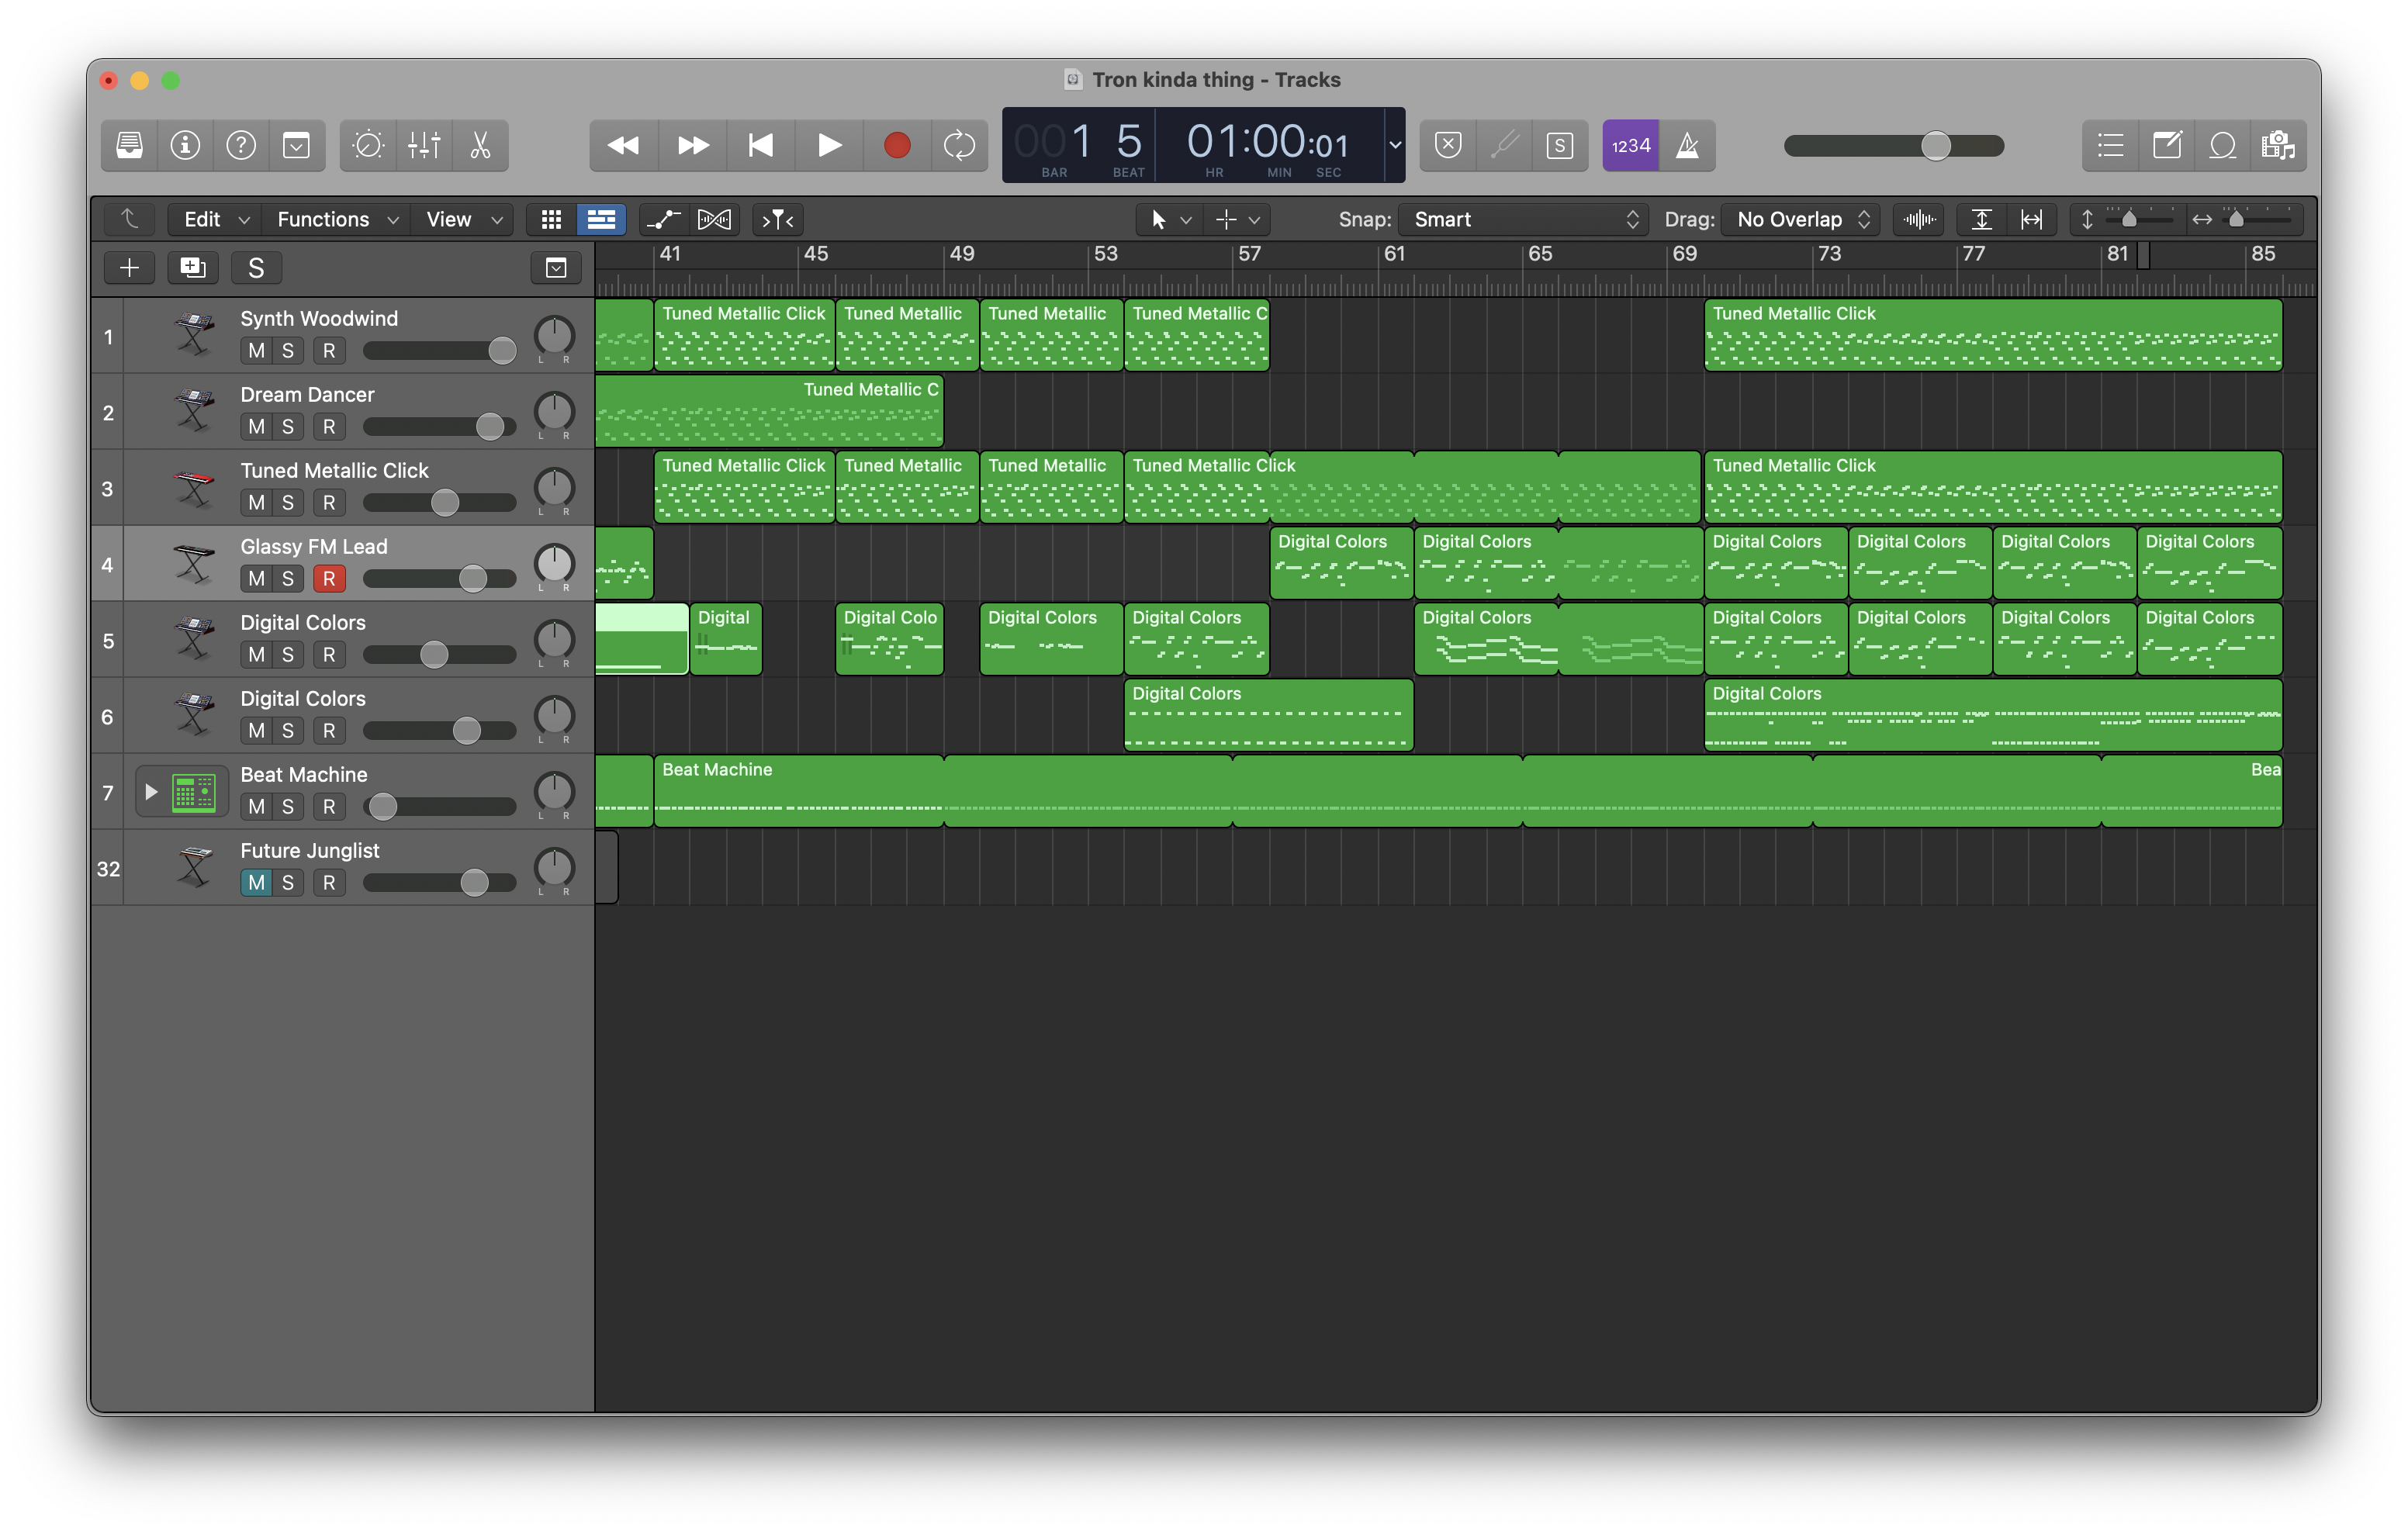 Tron kinda thing - Tracks
001 5 01:00:01
BAR BEAT HR MIN SEC
S 1234
Edit Functions View Snap: Smart Drag: No Overlap
S 41 45 49 53 57 61 65 69 73 77 81 85
1 Synth Woodwind Tuned Metallic Click Tuned Metallic Tuned Metallic Tuned Metallic C Tuned Metallic Click
M S R L R
2 Dream Dancer Tuned Metallic C
M S R L R
3 Tuned Metallic Click Tuned Metallic Click Tuned Metallic Tuned Metallic Tuned Metallic Click Tuned Metallic Click
M S R L R
4 Glassy FM Lead Digital Colors Digital Colors Digital Colors Digital Colors Digital Colors Digital Colors
M S R L R
5 Digital Colors Digital Digital Colo Digital Colors Digital Colors Digital Colors Digital Colors Digital Colors Digital Colors Digital Colors
M S R L R
6 Digital Colors Digital Colors Digital Colors
M S R L R
7 Beat Machine Beat Machine Bea
M S R L R
32 Future Junglist
M S R L R